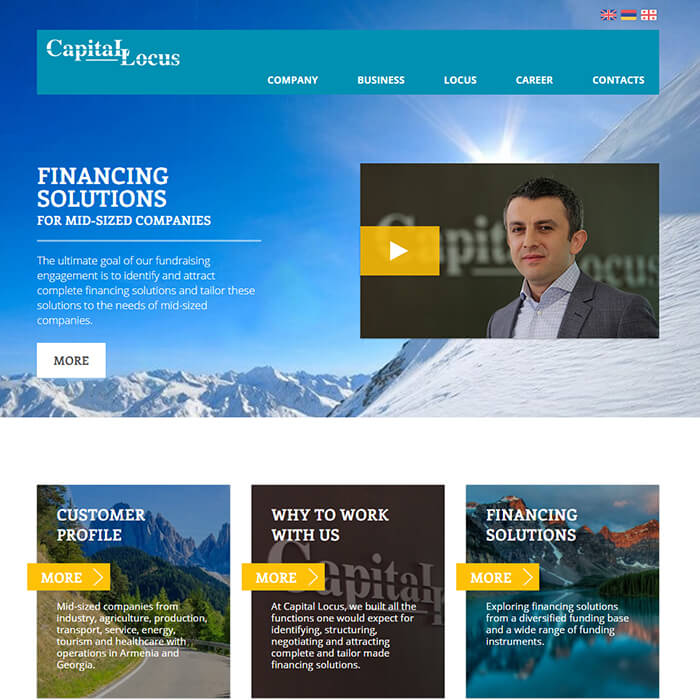 Capital Locus
COMPANY BUSINESS LOCUS CAREER CONTACTS
FINANCING
SOLUTIONS
FOR MID-SIZED COMPANIES
The ultimate goal of our fundraising
engagement is to identify and attract
complete financing solutions and tailor these
solutions to the needs of mid-sized
companies.
MORE
Capital Locus
CUSTOMER
PROFILE
MORE
Mid-sized companies from
industry, agriculture, production,
transport, service, energy,
tourism and healthcare with
operations in Armenia and
Georgia.
WHY TO WORK
WITH US
Capital L
MORE
At Capital Locus, we built all the
functions one would expect for
identifying, structuring,
negotiating and attracting
complete and tailor made
financing solutions.
FINANCING
SOLUTIONS
MORE
Exploring financing solutions
from a diversified funding base
and a wide range of funding
instruments.